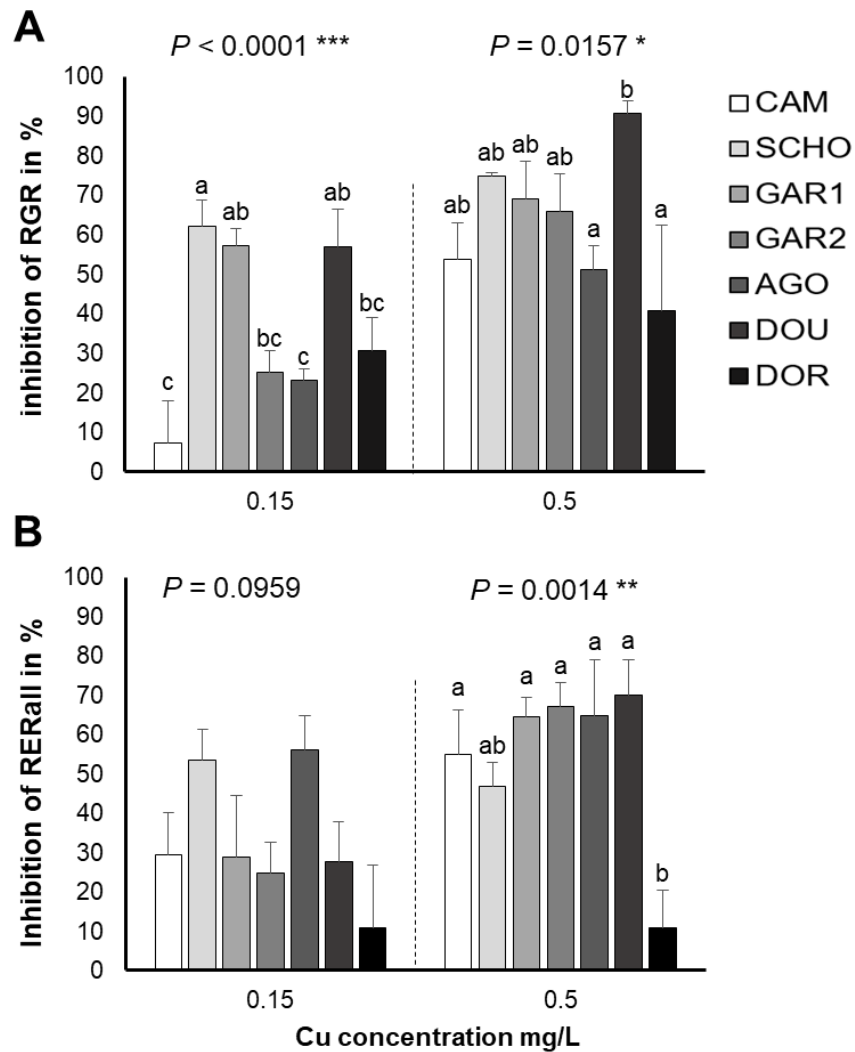 A
P < 0.0001 ***
P = 0.0157 *
inhibition of RGR in %
100
90
80
70
60
50
40
30
20
10
0
c
a
ab
bc
c
ab
bc
ab
ab
ab
ab
a
b
a
0.15
0.5
CAM
SCHO
GAR1
GAR2
AGO
DOU
DOR
B
P = 0.0959
P = 0.0014 **
Inhibition of RERall in %
100
90
80
70
60
50
40
30
20
10
0
a
ab
a
a
a
a
b
0.15
0.5
Cu concentration mg/L